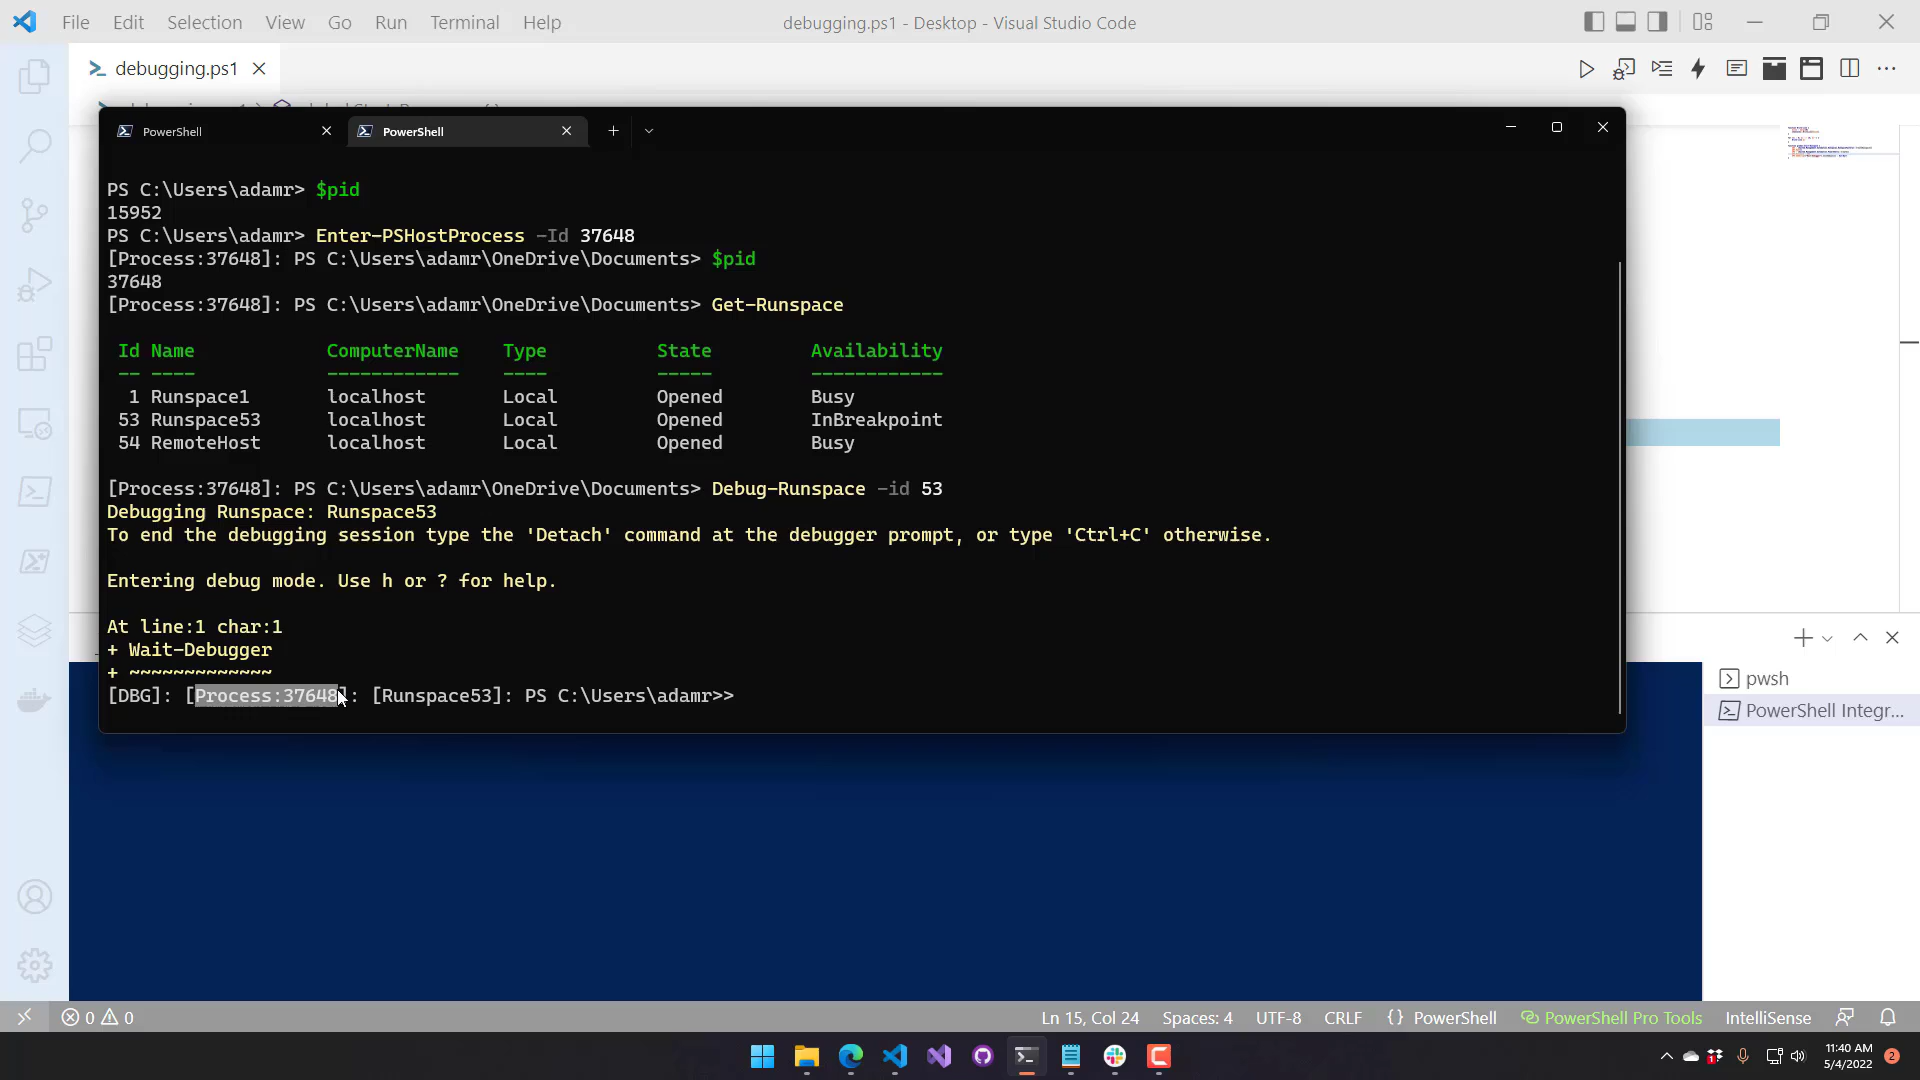 File Edit Selection View Go Run Terminal Help
debugging.ps1 - Desktop - Visual Studio Code
debugging.ps1
PowerShell
PowerShell
PS C:\Users\adamr> $pid
15952
PS C:\Users\adamr> Enter-PSHostProcess -Id 37648
[Process:37648]: PS C:\Users\adamr\OneDrive\Documents> $pid
37648
[Process:37648]: PS C:\Users\adamr\OneDrive\Documents> Get-Runspace
Id Name ComputerName Type State Availability
-- ---- ------------ ---- ----- ------------
1 Runspace1 localhost Local Opened Busy
53 Runspace53 localhost Local Opened InBreakpoint
54 RemoteHost localhost Local Opened Busy
[Process:37648]: PS C:\Users\adamr\OneDrive\Documents> Debug-Runspace -id 53
Debugging Runspace: Runspace53
To end the debugging session type the 'Detach' command at the debugger prompt, or type 'Ctrl+C' otherwise.
Entering debug mode. Use h or ? for help.
At line:1 char:1
+ Wait-Debugger
+ ~~~~~~~~~~~~~
[DBG]: [Process:37648]: [Runspace53]: PS C:\Users\adamr>>
pwsh
PowerShell Integr...
0 0
Ln 15, Col 24 Spaces: 4 UTF-8 CRLF {} PowerShell PowerShell Pro Tools IntelliSense
11:40 AM
5/4/2022
2